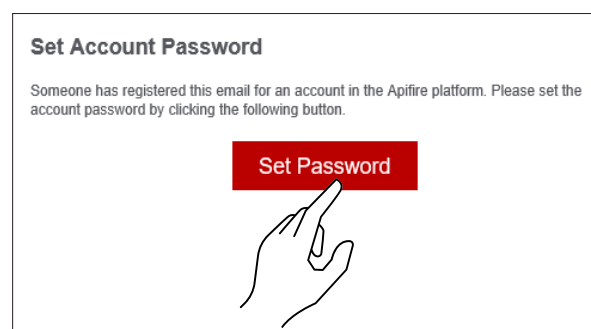 Set Account Password
Someone has registered this email for an account in the Apifire platform. Please set the
account password by clicking the following button.
Set Password